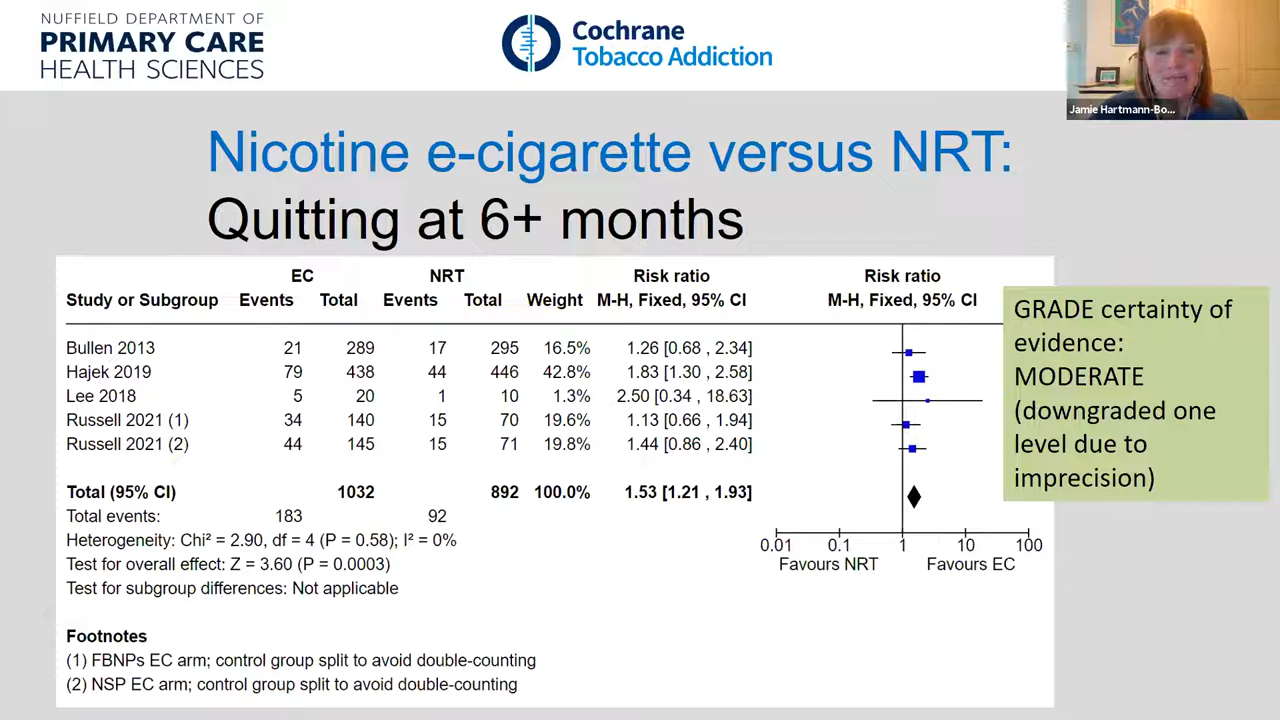 NUFFIELD DEPARTMENT OF
PRIMARY CARE
HEALTH SCIENCES
Cochrane
Tobacco Addiction
Jamie Hartmann-Bo...
Nicotine e-cigarette versus NRT:
Quitting at 6+ months
EC NRT Risk ratio Risk ratio
Study or Subgroup Events Total Events Total Weight M-H, Fixed, 95% CI M-H, Fixed, 95% CI
Bullen 2013 21 289 17 295 16.5% 1.26 [0.68 , 2.34]
Hajek 2019 79 438 44 446 42.8% 1.83 [1.30 , 2.58]
Lee 2018 5 20 1 10 1.3% 2.50 [0.34 , 18.63]
Russell 2021 (1) 34 140 15 70 19.6% 1.13 [0.66 , 1.94]
Russell 2021 (2) 44 145 15 71 19.8% 1.44 [0.86 , 2.40]
Total (95% CI) 1032 892 100.0% 1.53 [1.21 , 1.93]
Total events: 183 92
Heterogeneity: Chi² = 2.90, df = 4 (P = 0.58); I² = 0%
Test for overall effect: Z = 3.60 (P = 0.0003)
Test for subgroup differences: Not applicable
0.01 0.1 1 10 100
Favours NRT Favours EC
Footnotes
(1) FBNPs EC arm; control group split to avoid double-counting
(2) NSP EC arm; control group split to avoid double-counting
GRADE certainty of
evidence:
MODERATE
(downgraded one
level due to
imprecision)